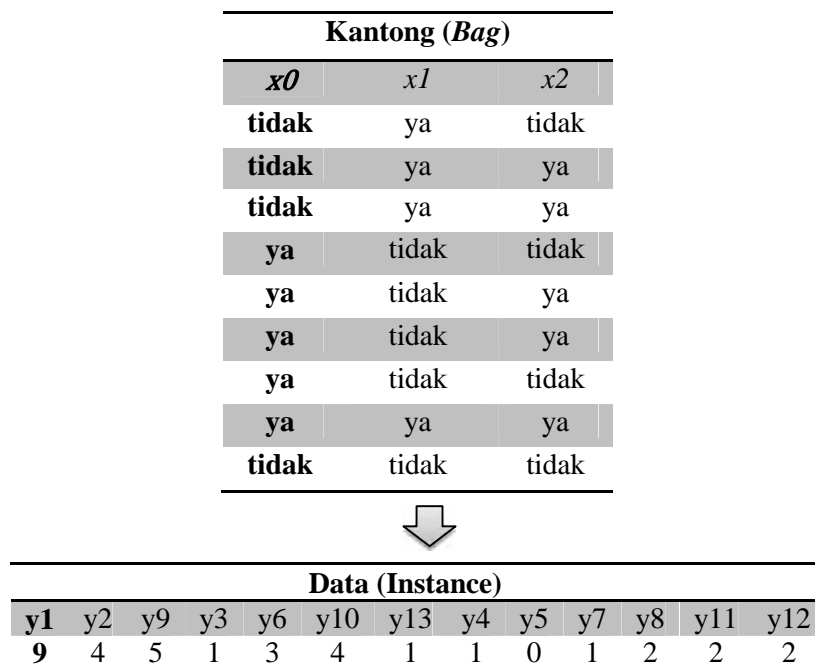 Kantong (Bag)
x0 x1 x2
tidak ya tidak
tidak ya ya
tidak ya ya
ya tidak tidak
ya tidak ya
ya tidak ya
ya tidak tidak
ya ya ya
tidak tidak tidak
Data (Instance)
y1 y2 y9 y3 y6 y10 y13 y4 y5 y7 y8 y11 y12
9 4 5 1 3 4 1 1 0 1 2 2 2